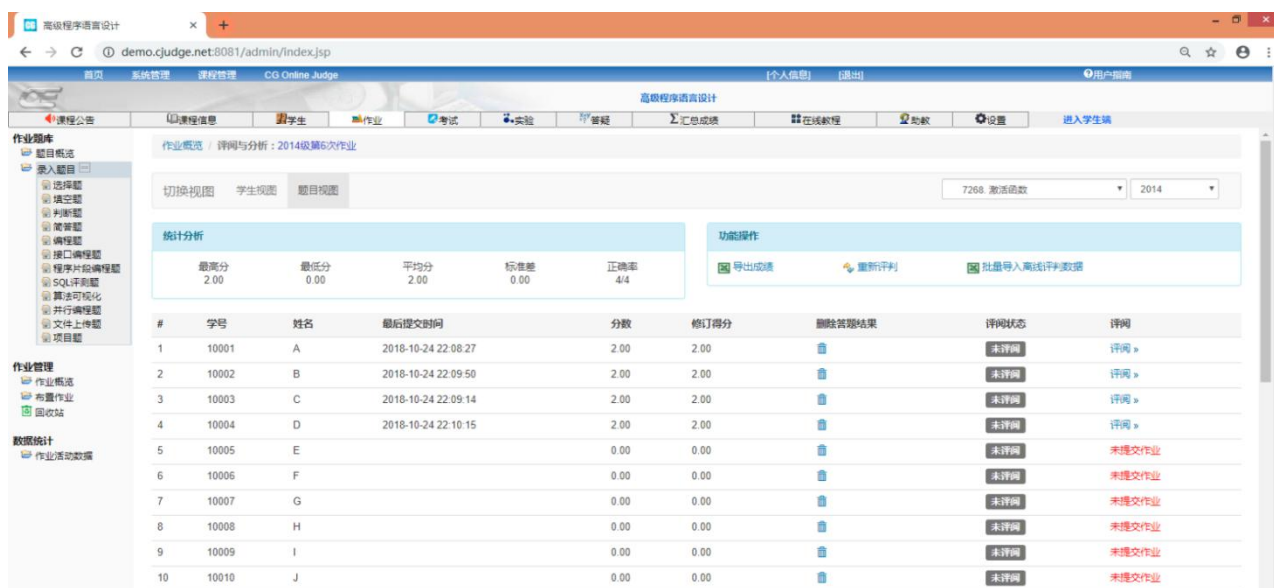 高级程序语言设计
demo.cjudge.net:8081/admin/index.jsp
首页 系统管理 课程管理 CG Online Judge [个人信息] [退出] 用户指南
高级程序语言设计
课程公告 课程信息 学生 作业 考试 实验 答疑 汇总成绩 在线教程 助教 设置 进入学生端
作业题库
题目概览
录入题目
选择题
填空题
判断题
简答题
编程题
接口编程题
程序片段编程题
SQL评测题
算法可视化
并行编程题
文件上传题
项目题
作业管理
作业概览
布置作业
回收站
数据统计
作业活动数据
作业概览 / 评阅与分析：2014级第6次作业
切换视图 学生视图 题目视图 7268. 激活函数 2014
统计分析 功能操作
最高分 最低分 平均分 标准差 正确率
2.00 0.00 2.00 0.00 4/4
导出成绩 重新评判 批量导入离线评判数据
# 学号 姓名 最后提交时间 分数 修订得分 删除答题结果 评阅状态 评阅
1 10001 A 2018-10-24 22:08:27 2.00 2.00 未评阅 评阅 »
2 10002 B 2018-10-24 22:09:50 2.00 2.00 未评阅 评阅 »
3 10003 C 2018-10-24 22:09:14 2.00 2.00 未评阅 评阅 »
4 10004 D 2018-10-24 22:10:15 2.00 2.00 未评阅 评阅 »
5 10005 E 0.00 0.00 未评阅 未提交作业
6 10006 F 0.00 0.00 未评阅 未提交作业
7 10007 G 0.00 0.00 未评阅 未提交作业
8 10008 H 0.00 0.00 未评阅 未提交作业
9 10009 I 0.00 0.00 未评阅 未提交作业
10 10010 J 0.00 0.00 未评阅 未提交作业